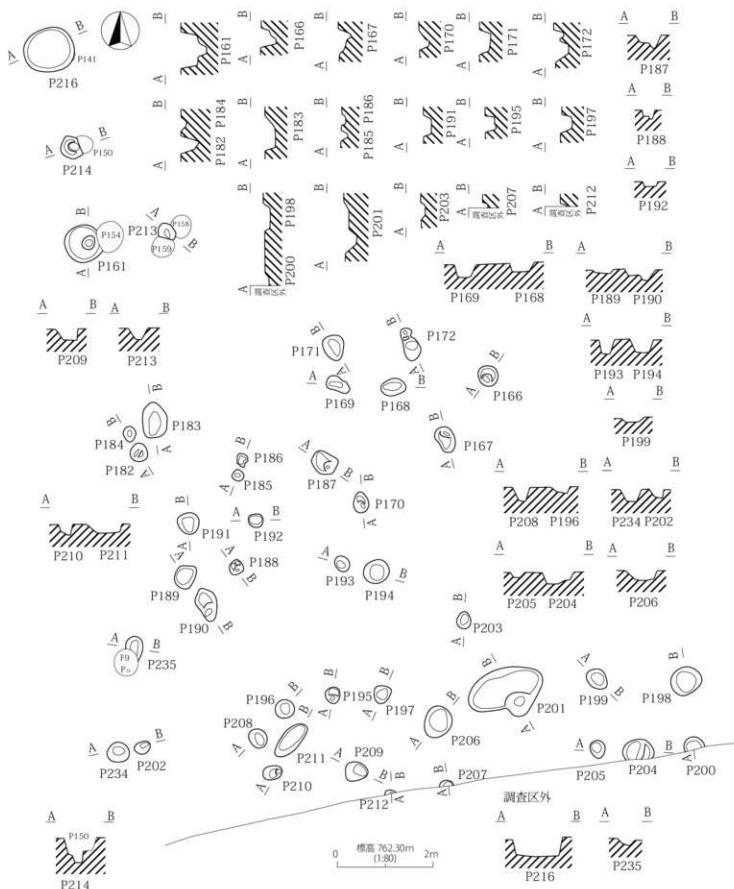 B
A
P141
P216
B
A
P150
P214
B
P154
A
P161
A
P213
P158
P159
B
B
A
P161
B
A
P166
B
A
P167
B
A
P170
B
A
P171
B
A
P172
A B
P187
B
A
P184
P182
B
A
P183
B
A
P186
P185
B
A
P191
B
A
P195
B
A
P197
A B
P188
A B
P192
B
P198
P200
A
調査区外
B
A
P201
B
A
P203
B
A
P207
調査区外
B
A
P212
調査区外
A B
P169 P168
A B
P189 P190
A B
P209
A B
P213
A B
P193 P194
A B
P199
B
P171
B
P172
A
A
P169
P168
B
B
A
P166
B
P167
A
B
P183
A
B
P184
P182
A
B
P186
P185
A
A
P187
B
B
P170
A
A B
P208 P196
A B
P234 P202
A B
P210 P211
B
P191
A
A B
P192
A
P188
B
A
P189
P190
B
A
P193
P194
B
A B
P205 P204
A B
P206
B
P203
A
A
B
F9
P11
P235
B
P196
B
P195
A
B
P197
A
B
P201
A
A
P199
B
B
P198
A
P208
A
B
P211
B
P206
A
A
P234
B
P202
P210
A
A
P209
B
B
P212
A
B
P207
A
A
P205
P204
B
A
P200
調査区外
A B
P150
P214
標高 762.30m
0 (1:80) 2m
A B
P216
A B
P235